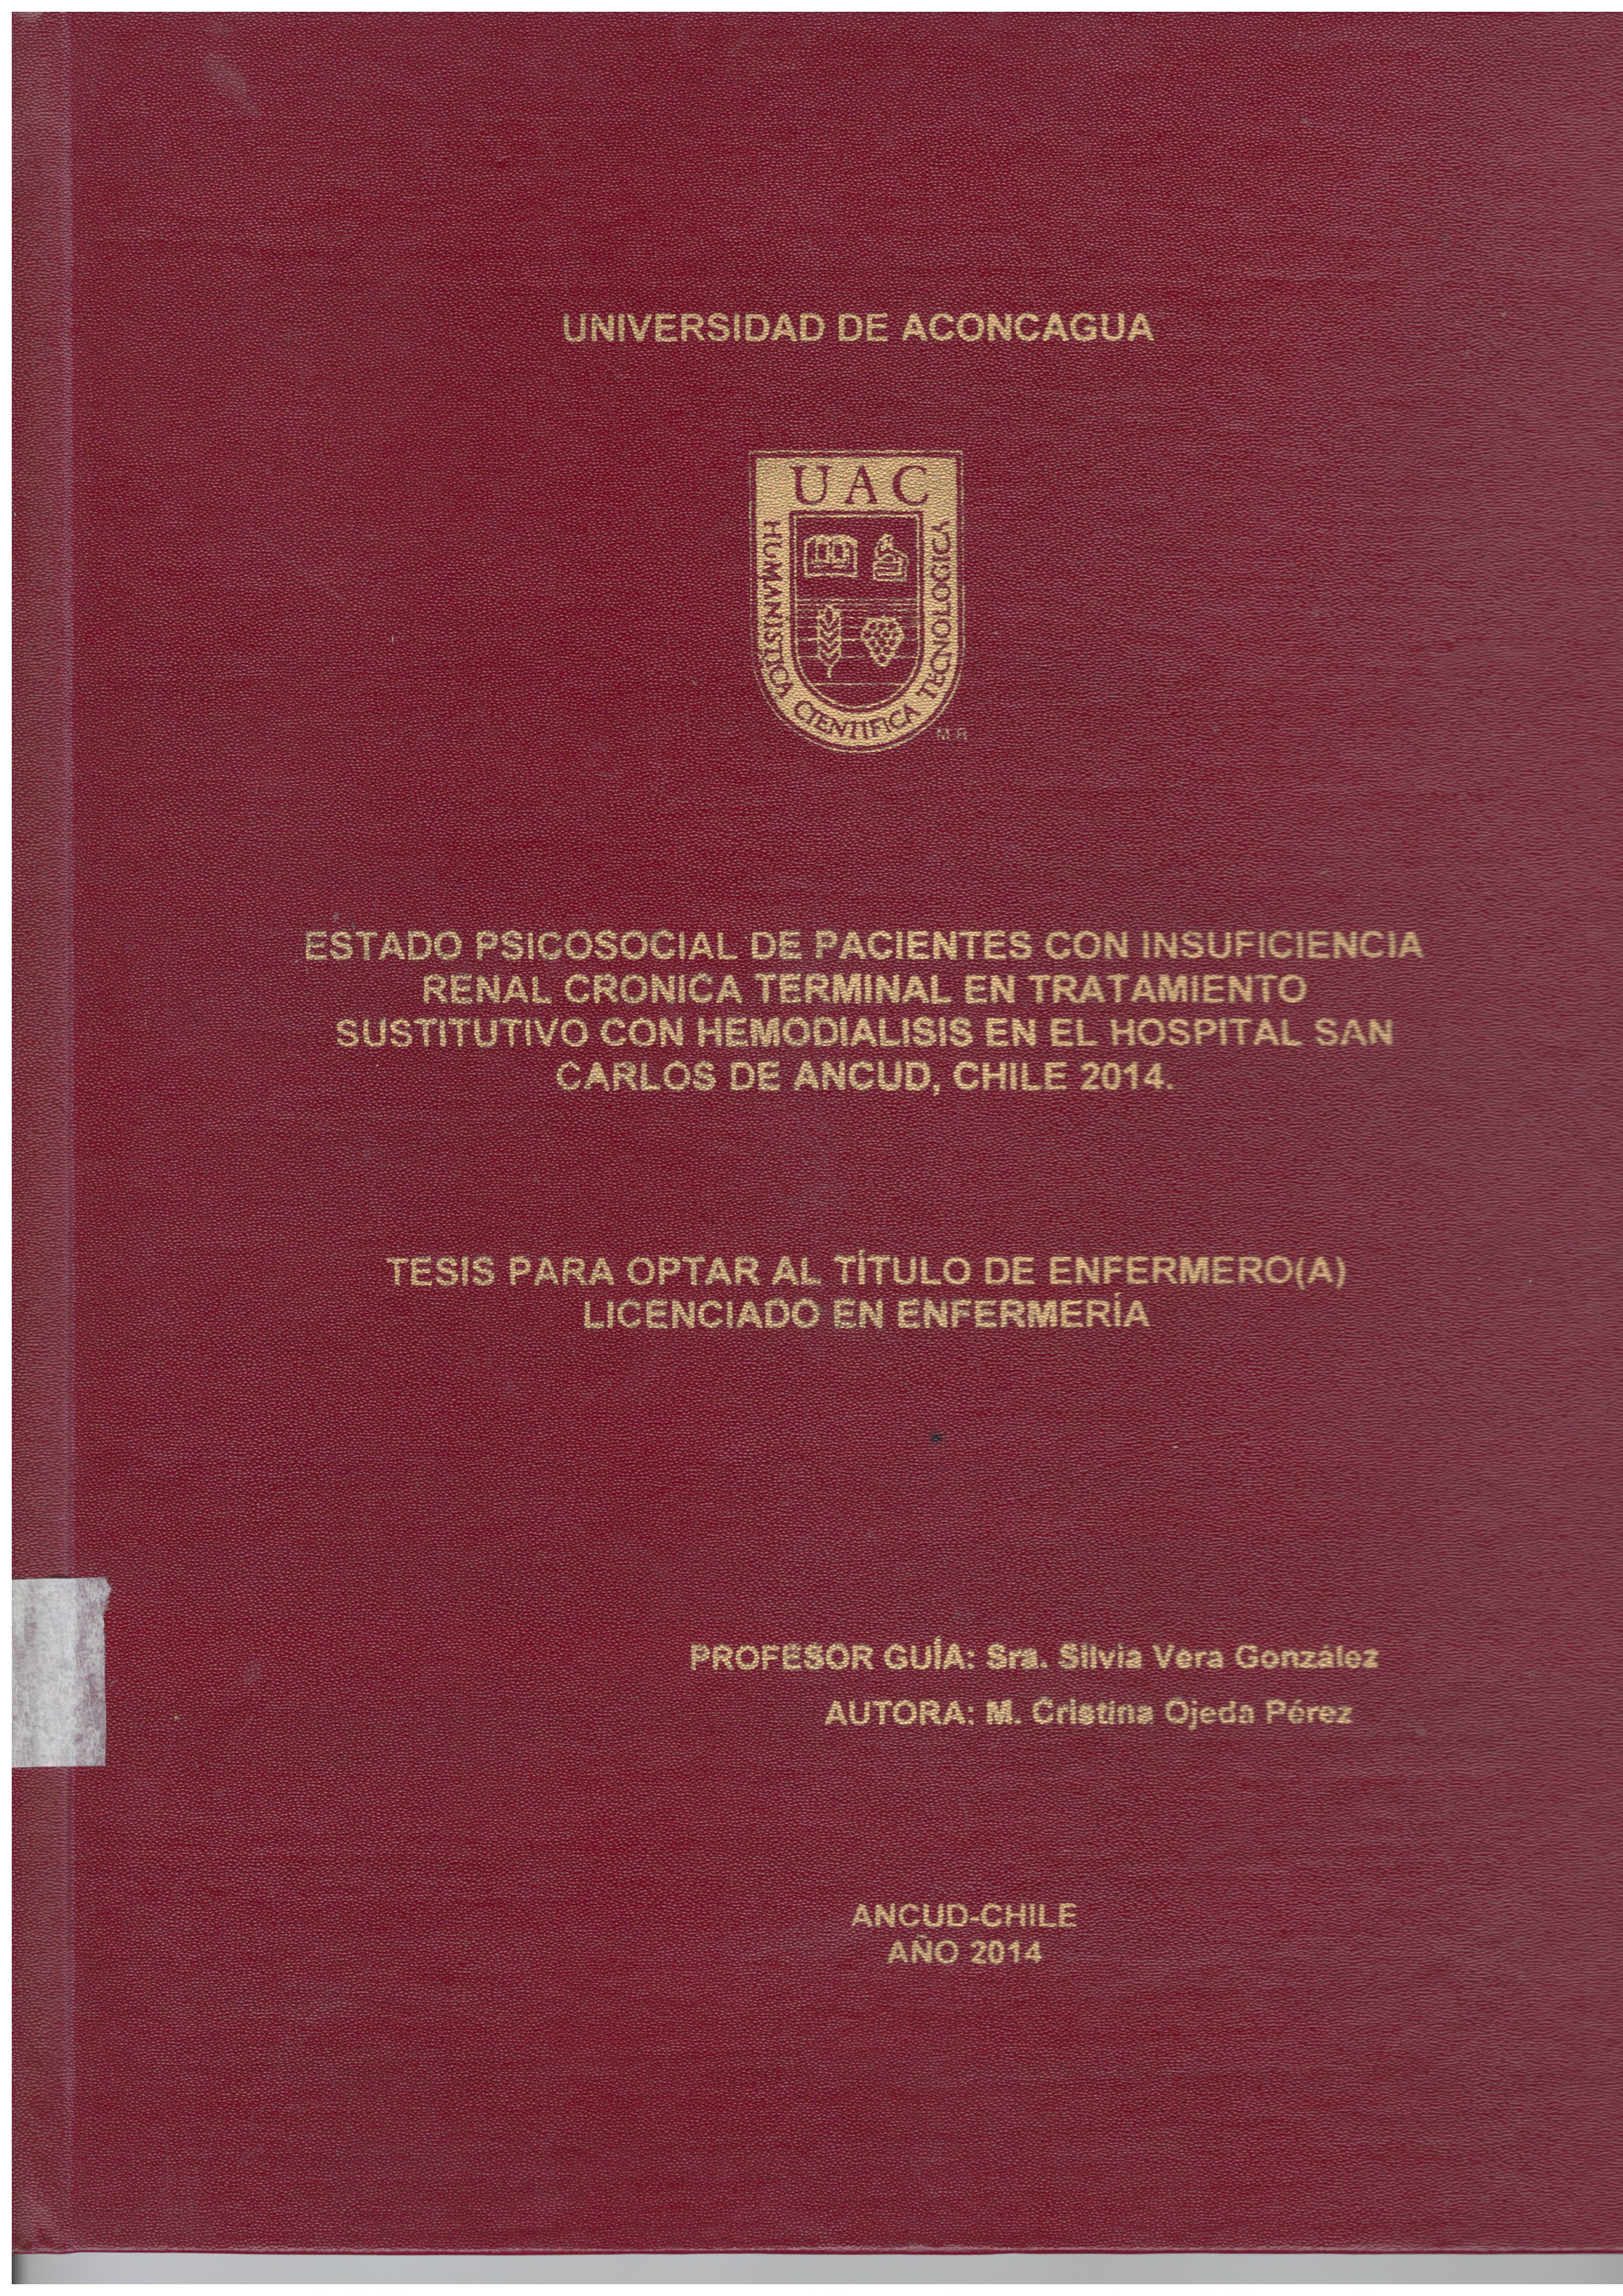 UNIVERSIDAD DE ACONCAGUA
UAC
HUMANISTICA CIENTIFICA TECNOLOGICA
M R
ESTADO PSICOSOCIAL DE PACIENTES CON INSUFICIENCIA
RENAL CRONICA TERMINAL EN TRATAMIENTO
SUSTITUTIVO CON HEMODIALISIS EN EL HOSPITAL SAN
CARLOS DE ANCUD, CHILE 2014.
TESIS PARA OPTAR AL TÍTULO DE ENFERMERO(A)
LICENCIADO EN ENFERMERÍA
PROFESOR GUÍA: Sra. Silvia Vera González
AUTORA: M. Cristina Ojeda Pérez
ANCUD-CHILE
AÑO 2014